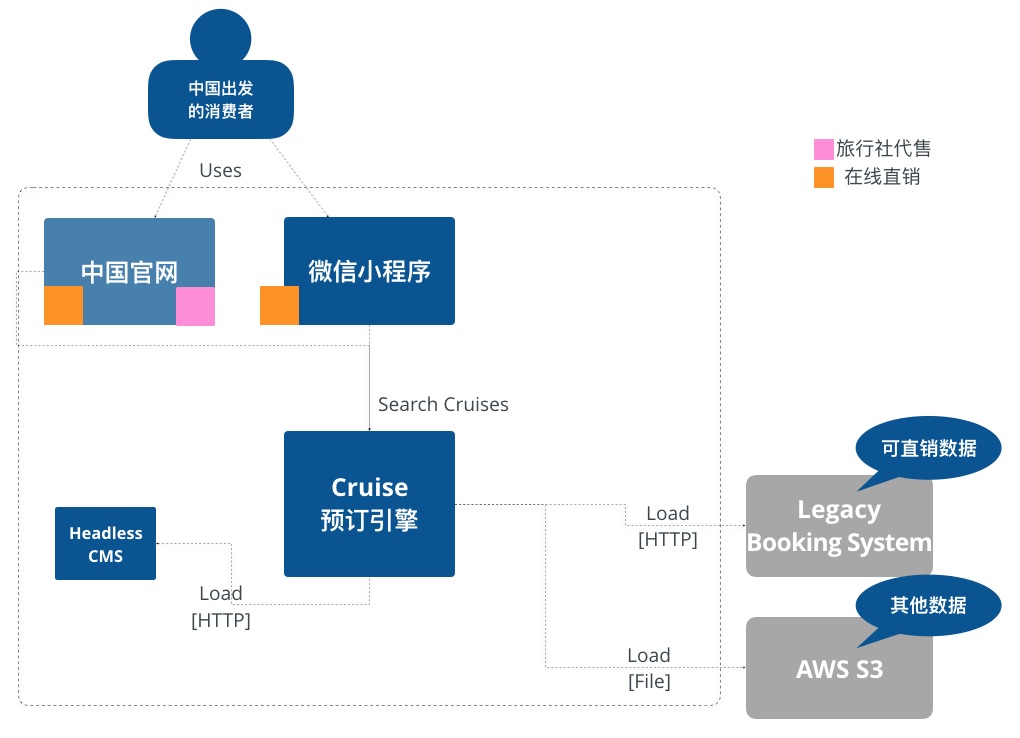 中国出发
的消费者
Uses
旅行社代售
在线直销
中国官网
微信小程序
Search Cruises
Cruise
预订引擎
Headless
CMS
Load
[HTTP]
Load
[HTTP]
可直销数据
Legacy
Booking System
其他数据
Load
[File]
AWS S3